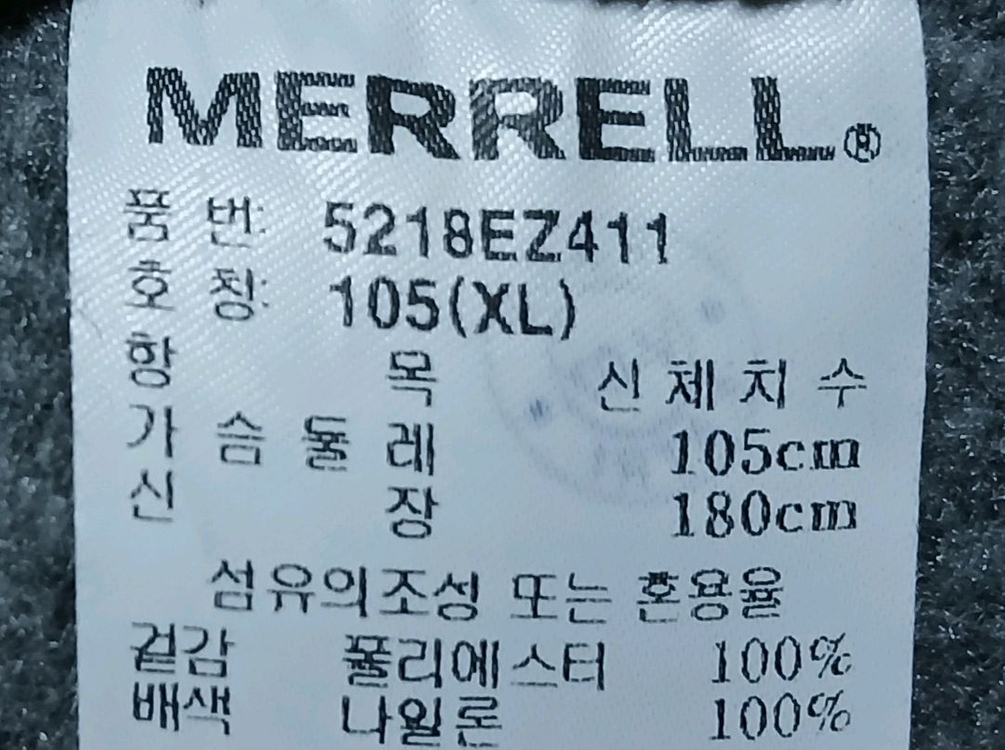 MERRELL®
품 번: 5218EZ411
호 칭: 105(XL)
항 목 신체치수
가슴둘레 105cm
신 장 180cm
섬유의조성 또는 혼용율
겉감 폴리에스터 100%
배색 나일론 100%